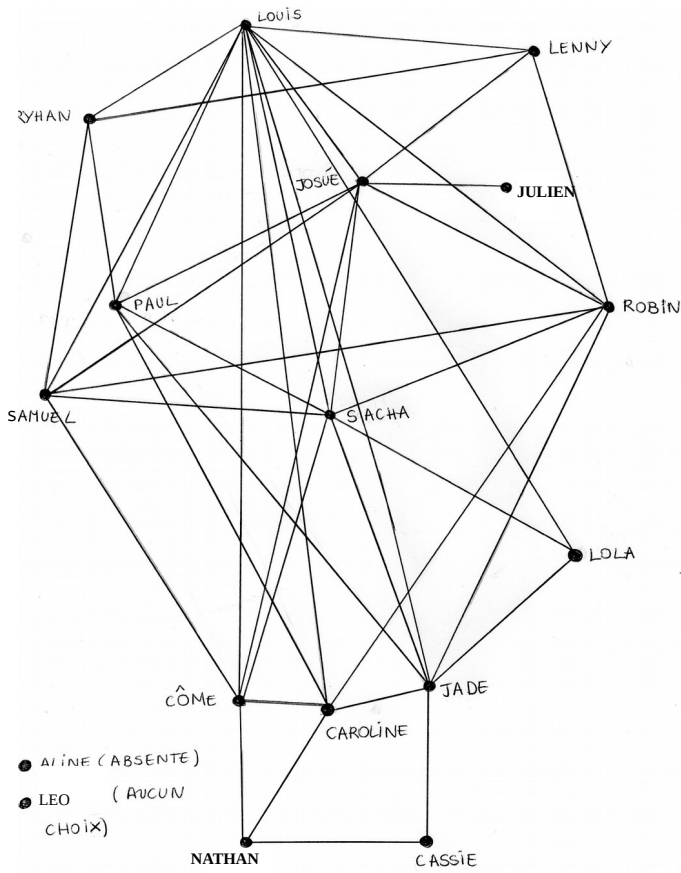 LOUIS
LENNY
RYHAN
JOSUÉ
JULIEN
PAUL
ROBIN
SAMUEL
SACHA
LOLA
CÔME
JADE
CAROLINE
ALINE (ABSENTE)
LEO (AUCUN
CHOIX)
NATHAN
CASSIE